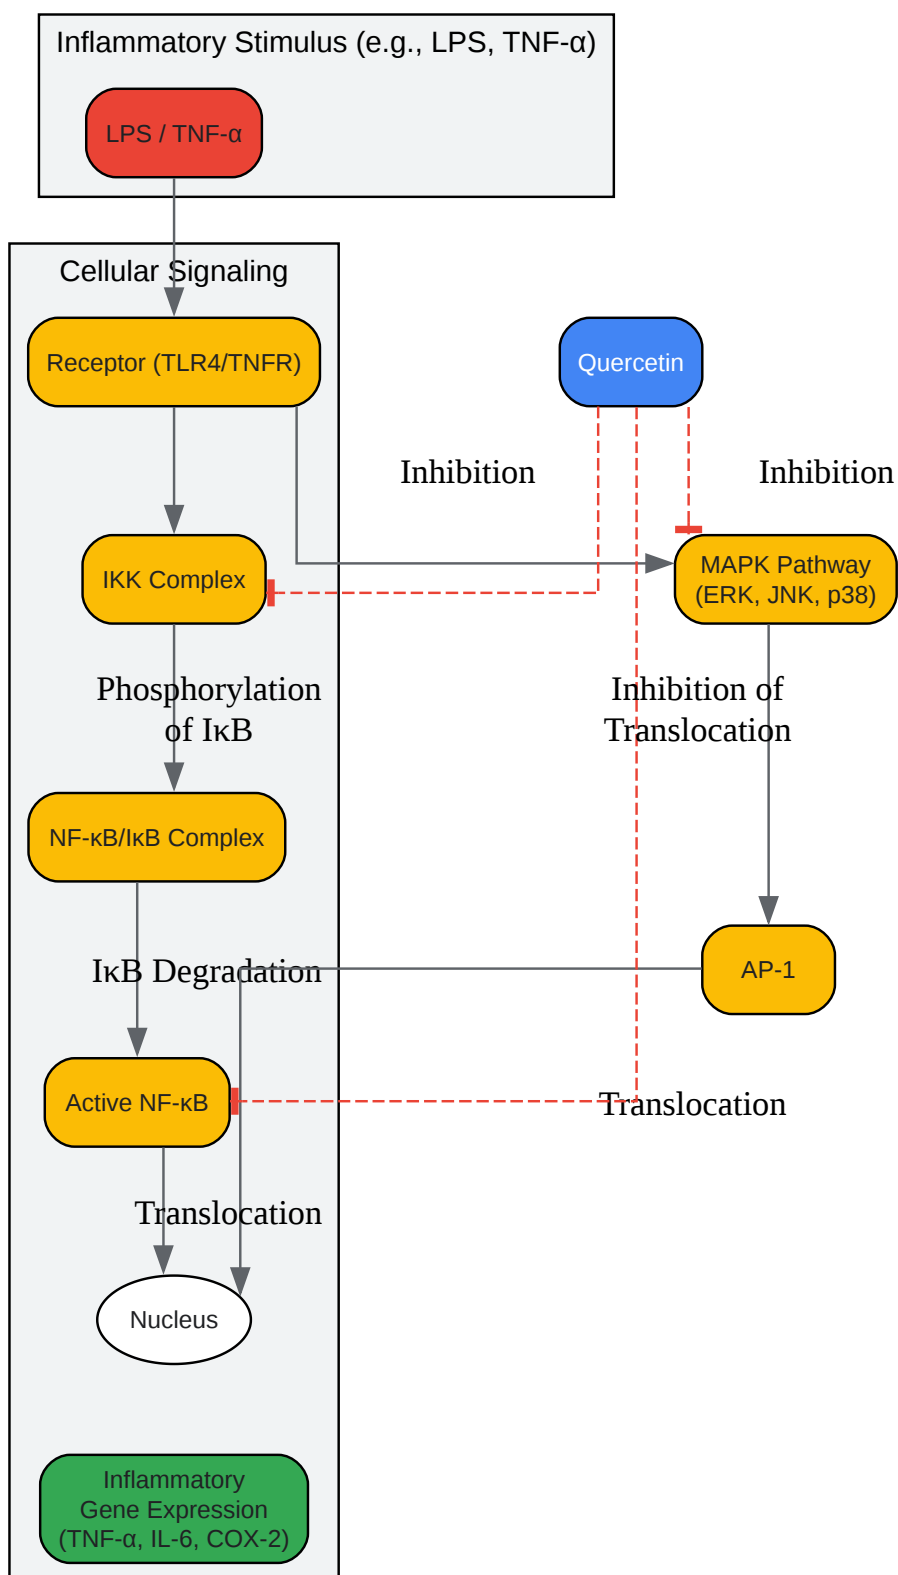 Inflammatory Stimulus (e.g., LPS, TNF-α)
LPS / TNF-α
Cellular Signaling
Receptor (TLR4/TNFR)
Quercetin
Inhibition
Inhibition
IKK Complex
MAPK Pathway
(ERK, JNK, p38)
Phosphorylation
of IκB
Inhibition of
Translocation
NF-κB/IκB Complex
IκB Degradation
AP-1
Active NF-κB
Translocation
Translocation
Nucleus
Inflammatory
Gene Expression
(TNF-α, IL-6, COX-2)